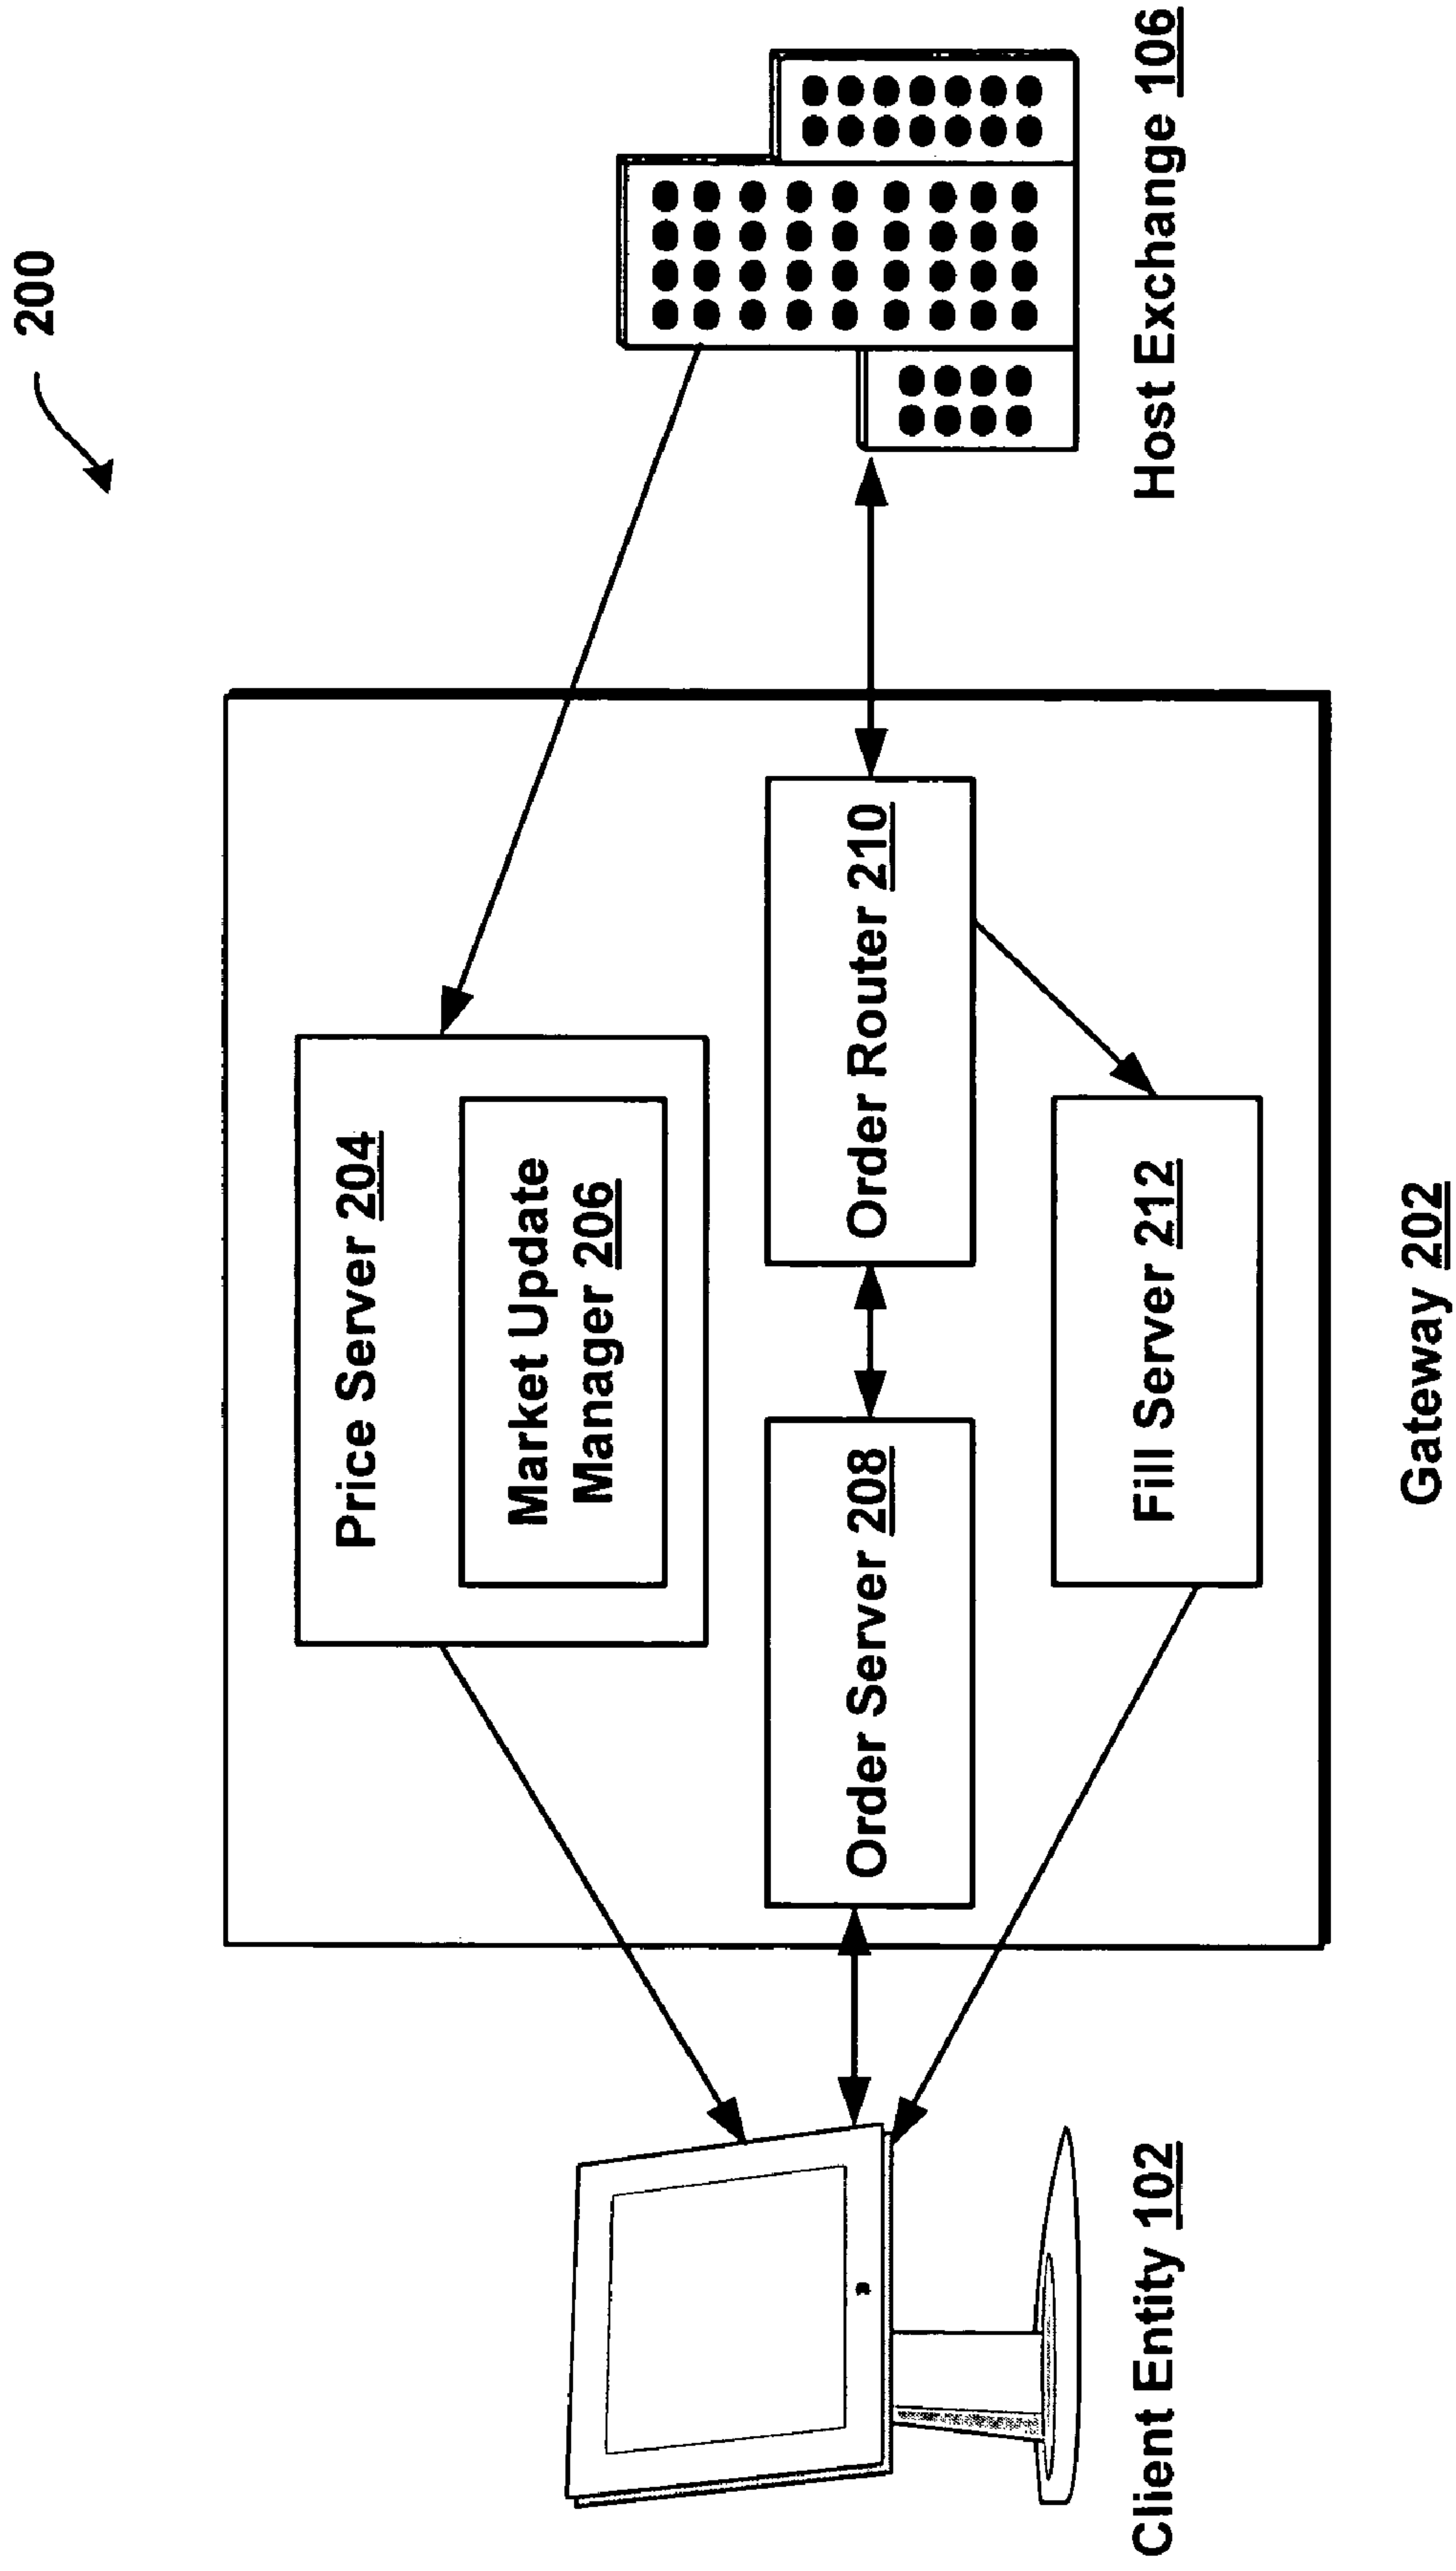 200
Price Server 204
Market Update
Manager 206
Order Server 208
Order Router 210
Fill Server 212
Client Entity 102
Host Exchange 106
Gateway 202